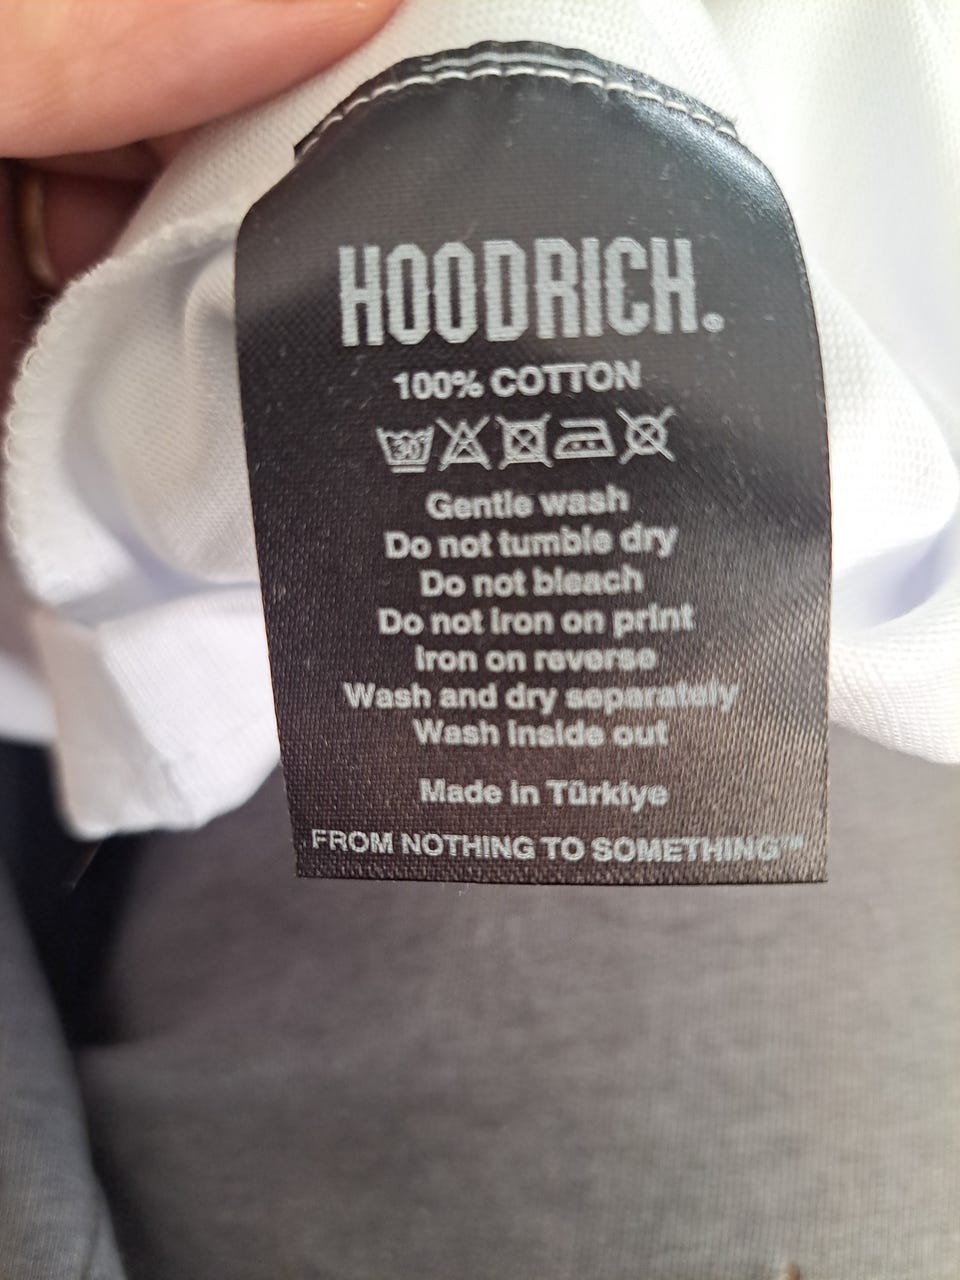 HOODRICH.®
100% COTTON
30
Gentle wash
Do not tumble dry
Do not bleach
Do not iron on print
Iron on reverse
Wash and dry separately
Wash inside out
Made in Türkiye
FROM NOTHING TO SOMETHING™